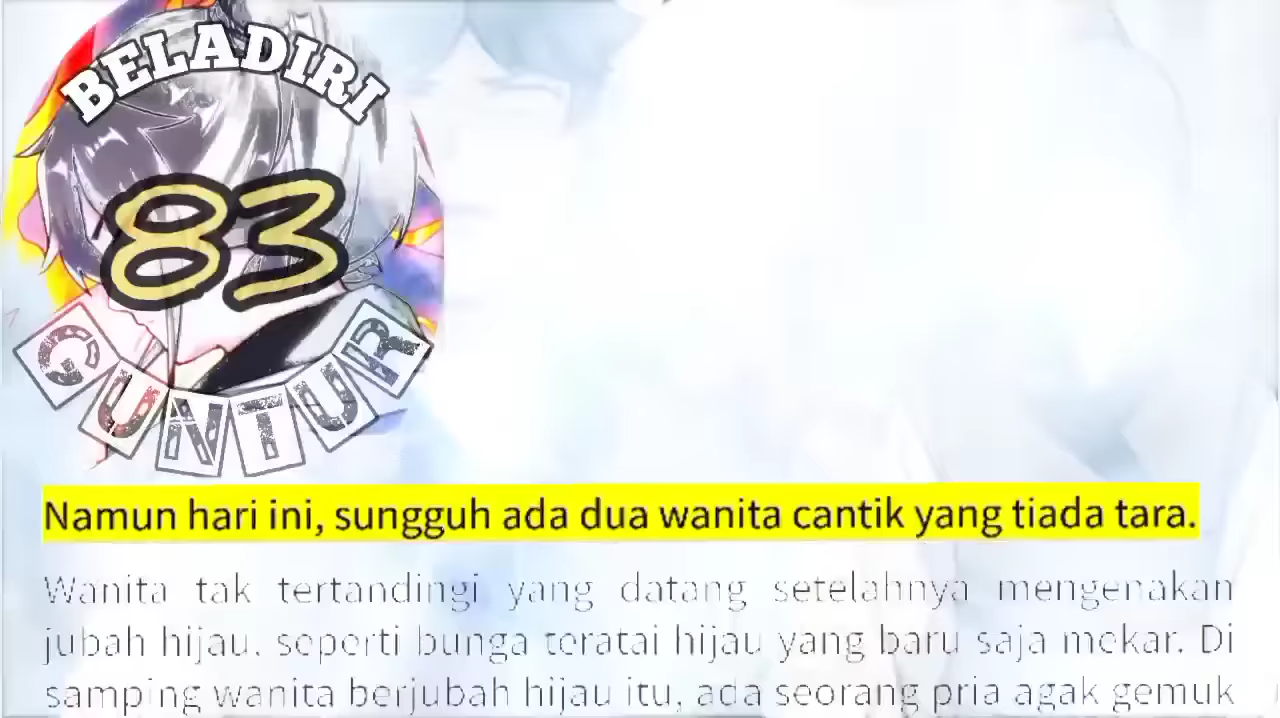 BELADIRI
83
GUNTUR
Namun hari ini, sungguh ada dua wanita cantik yang tiada tara.
Wanita tak tertandingi yang datang setelahnya mengenakan
jubah hijau, seperti bunga teratai hijau yang baru saja mekar. Di
samping wanita berjubah hijau itu, ada seorang pria agak gemuk